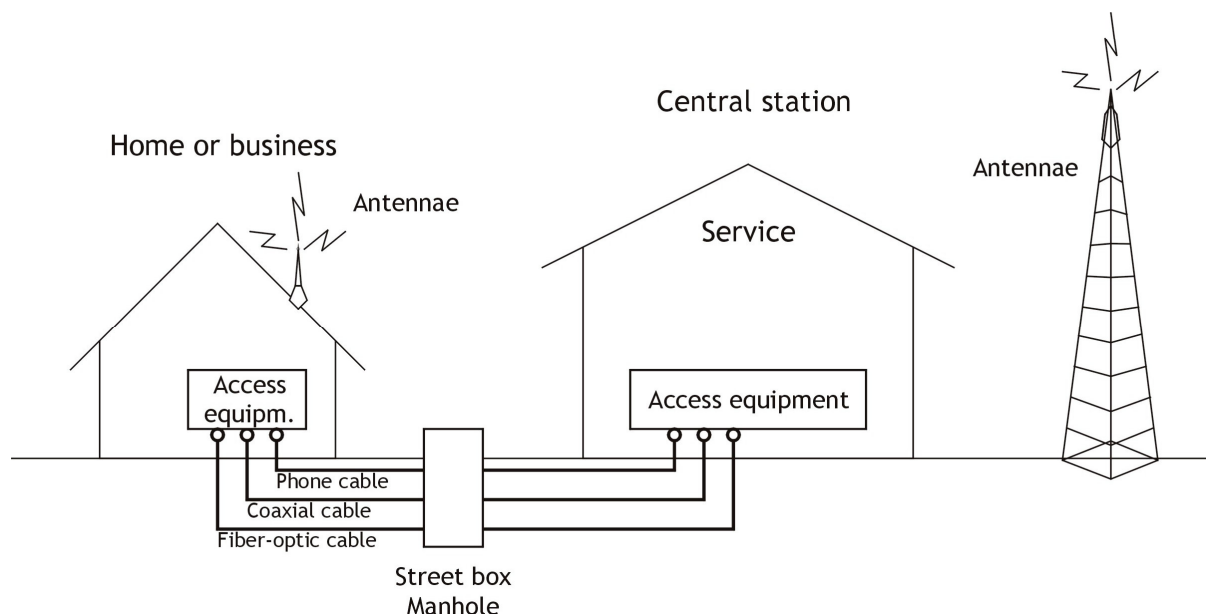 Central station
Home or business
Antennae
Antennae
Service
Access
equipm.
Access equipment
Phone cable
Coaxial cable
Fiber-optic cable
Street box
Manhole